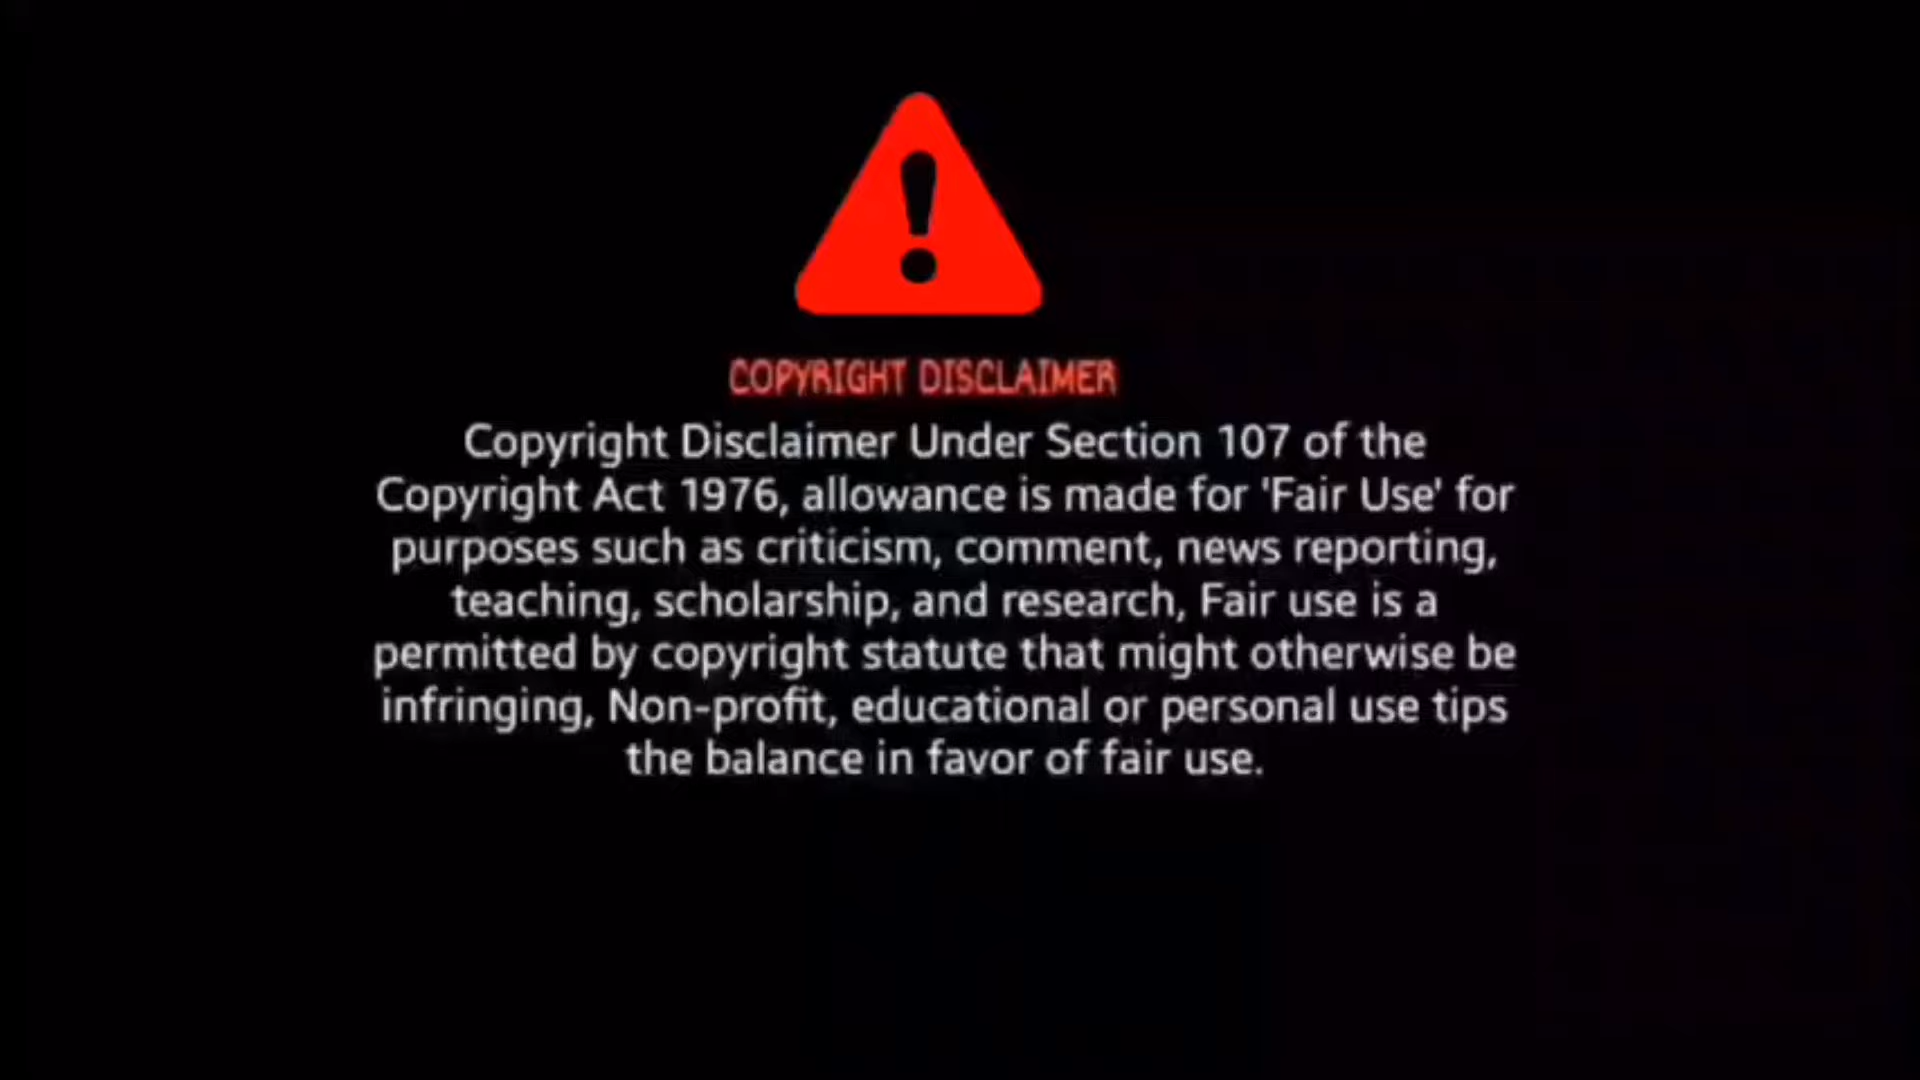 COPYRIGHT DISCLAIMER
Copyright Disclaimer Under Section 107 of the
Copyright Act 1976, allowance is made for 'Fair Use' for
purposes such as criticism, comment, news reporting,
teaching, scholarship, and research, Fair use is a
permitted by copyright statute that might otherwise be
infringing, Non-profit, educational or personal use tips
the balance in favor of fair use.